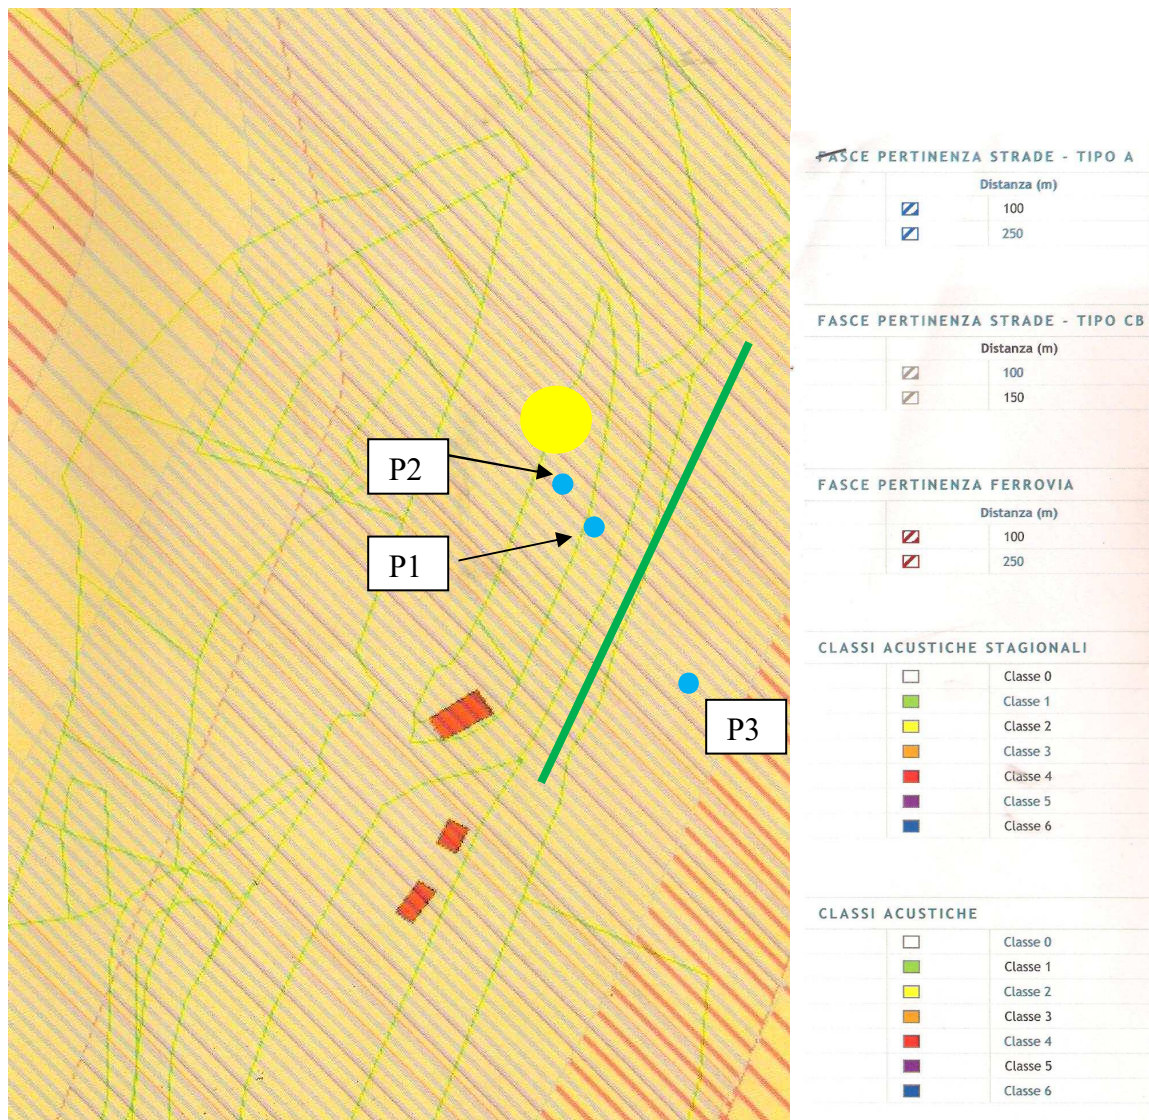 P2
P1
P3
FASCE PERTINENZA STRADE - TIPO A
Distanza (m)
100
250
FASCE PERTINENZA STRADE - TIPO CB
Distanza (m)
100
150
FASCE PERTINENZA FERROVIA
Distanza (m)
100
250
CLASSI ACUSTICHE STAGIONALI
Classe 0
Classe 1
Classe 2
Classe 3
Classe 4
Classe 5
Classe 6
CLASSI ACUSTICHE
Classe 0
Classe 1
Classe 2
Classe 3
Classe 4
Classe 5
Classe 6